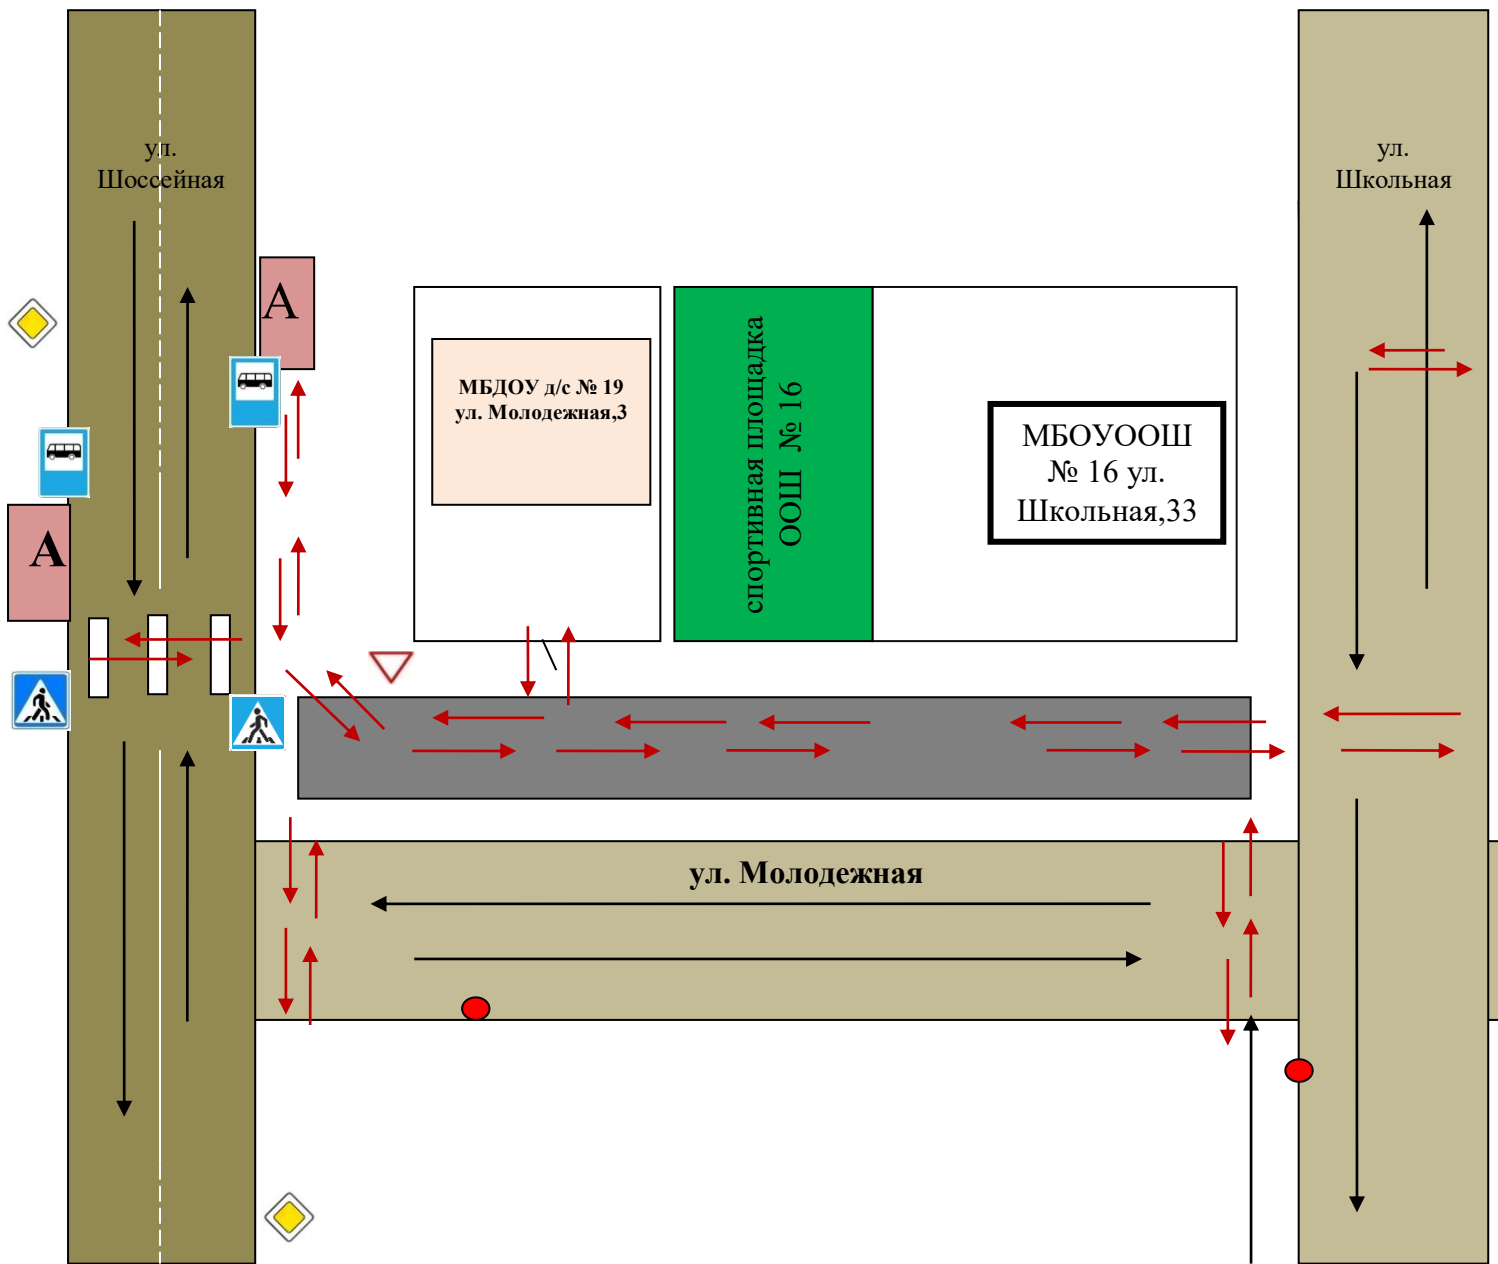 ул.
Шоссейная
ул.
Школьная
А
МБДОУ д/с № 19
ул. Молодежная,3
спортивная площадка
ООШ № 16
МБОУООШ
№ 16 ул.
Школьная,33
А
ул. Молодежная